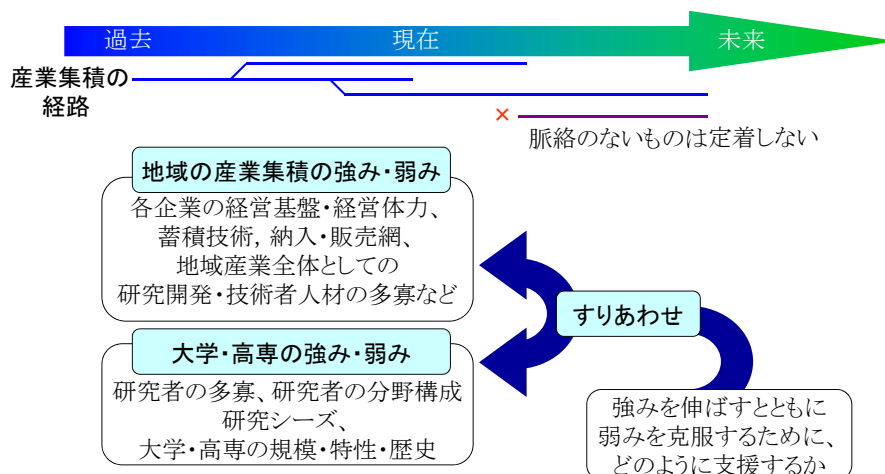 過去 現在 未来
産業集積の
経路
×
脈絡のないものは定着しない
地域の産業集積の強み・弱み
各企業の経営基盤・経営体力、
蓄積技術, 納入・販売網、
地域産業全体としての
研究開発・技術者人材の多寡など
すりあわせ
大学・高専の強み・弱み
研究者の多寡、研究者の分野構成
研究シーズ、
大学・高専の規模・特性・歴史
強みを伸ばすとともに
弱みを克服するために、
どのように支援するか